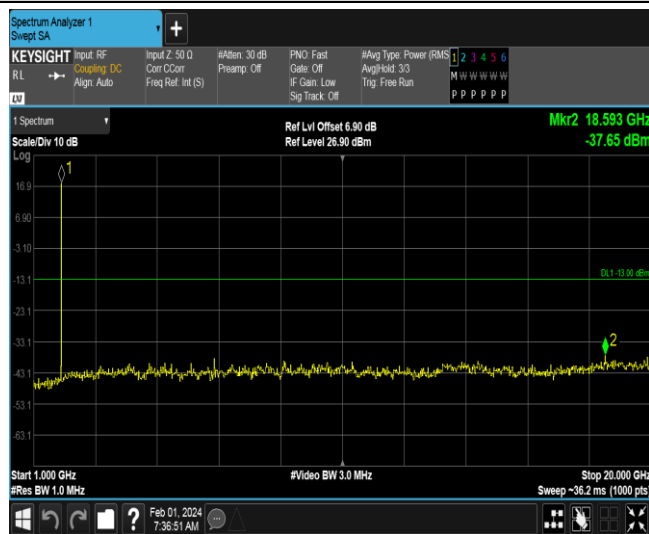 Spectrum Analyzer 1
Swept SA
+
KEYSIGHT Input: RF Input Z: 50 Ω #Atten: 30 dB PNO: Fast #Avg Type: Power (RMS 1 2 3 4 5 6
RL Coupling: DC Corr CCorr Preamp: Off Gate: Off Avg|Hold: 3/3 M W W W W W
Align: Auto Freq Ref: Int (S) IF Gain: Low Trig: Free Run
LXI Sig Track: Off P P P P P P
1 Spectrum Ref Lvl Offset 6.90 dB Mkr2 18.593 GHz
Scale/Div 10 dB Ref Level 26.90 dBm -37.65 dBm
Log
1
16.9
6.90
-3.10
-13.1
DL1 -13.00 dBm
-23.1
-33.1
2
-43.1
-53.1
-63.1
Start 1.000 GHz #Video BW 3.0 MHz Stop 20.000 GHz
#Res BW 1.0 MHz Sweep ~36.2 ms (1000 pts)
? Feb 01, 2024
7:36:51 AM